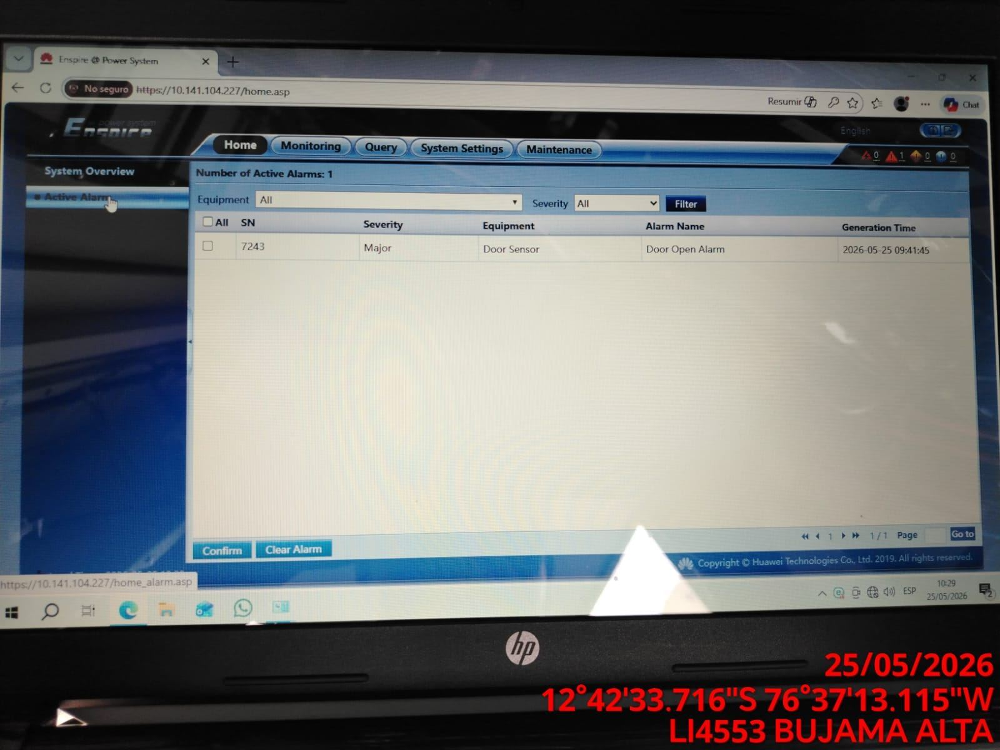 Enspire @ Power System
No seguro https://10.141.104.227/home.asp
Resumir
Chat
power system
Enspire
English
Home Monitoring Query System Settings Maintenance
0 1 0 0
System Overview
Active Alarm
Number of Active Alarms: 1
Equipment All Severity All Filter
All SN Severity Equipment Alarm Name Generation Time
7243 Major Door Sensor Door Open Alarm 2026-05-25 09:41:45
1 1 / 1 Page Go to
Confirm Clear Alarm
Copyright © Huawei Technologies Co., Ltd. 2019. All rights reserved.
https://10.141.104.227/home_alarm.asp
ESP 10:29
25/05/2026
2
hp
25/05/2026
12°42'33.716"S 76°37'13.115"W
LI4553 BUJAMA ALTA